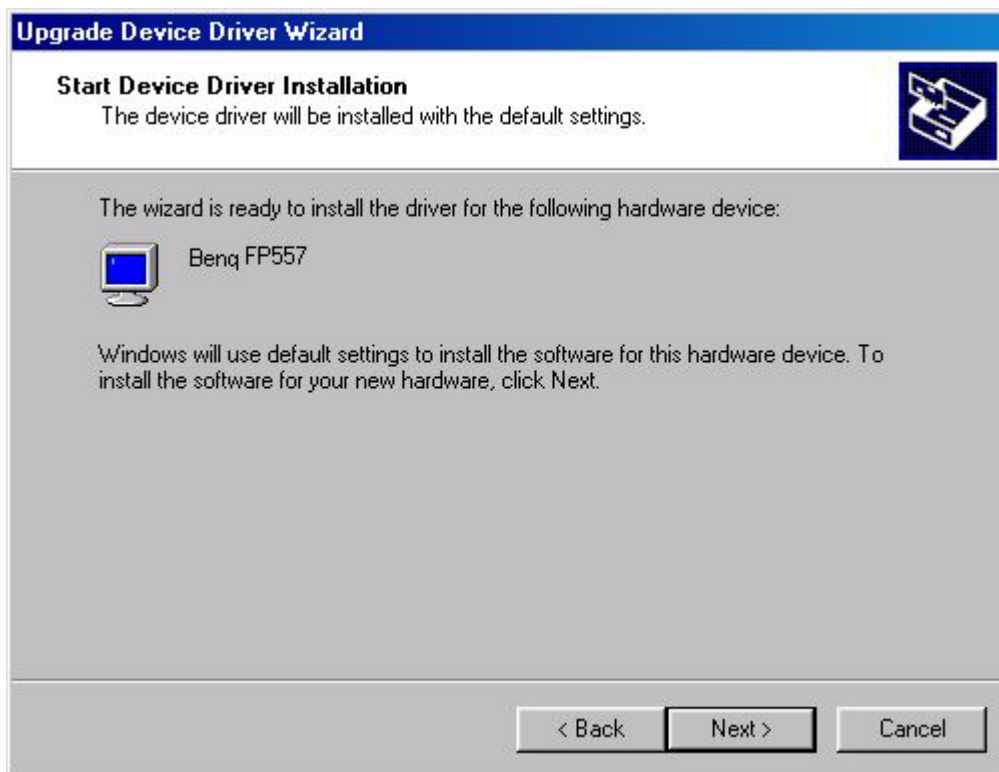 Upgrade Device Driver Wizard
Start Device Driver Installation
The device driver will be installed with the default settings.
The wizard is ready to install the driver for the following hardware device:
Benq FP557
Windows will use default settings to install the software for this hardware device. To
install the software for your new hardware, click Next.
< Back Next > Cancel